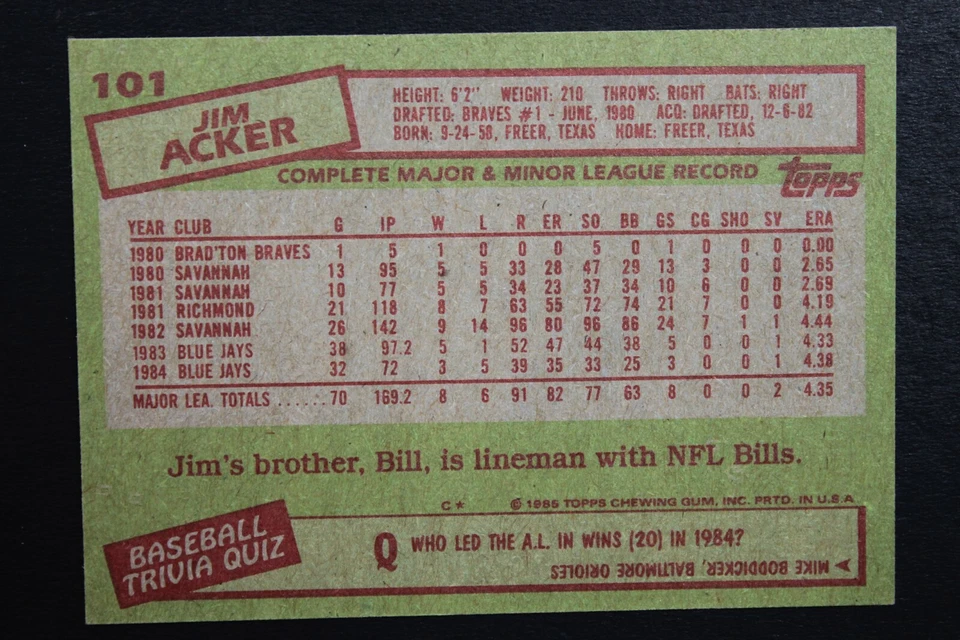 101
JIM
ACKER
HEIGHT: 6'2" WEIGHT: 210 THROWS: RIGHT BATS: RIGHT
DRAFTED: BRAVES #1 - JUNE, 1980 ACQ: DRAFTED, 12-6-82
BORN: 9-24-58, FREER, TEXAS HOME: FREER, TEXAS
COMPLETE MAJOR & MINOR LEAGUE RECORD
topps
YEAR CLUB G IP W L R ER SO BB GS CG SHO SV ERA
1980 BRAD'TON BRAVES 1 5 1 0 0 0 5 0 1 0 0 0 0.00
1980 SAVANNAH 13 95 5 5 33 28 47 29 13 3 0 0 2.65
1981 SAVANNAH 10 77 5 5 34 23 37 34 10 6 0 0 2.69
1981 RICHMOND 21 118 8 7 63 55 72 74 21 7 0 0 4.19
1982 SAVANNAH 26 142 9 14 96 80 96 86 24 7 1 1 4.44
1983 BLUE JAYS 38 97.2 5 1 52 47 44 38 5 0 0 1 4.33
1984 BLUE JAYS 32 72 3 5 39 35 33 25 3 0 0 1 4.38
MAJOR LEA. TOTALS ...... 70 169.2 8 6 91 82 77 63 8 0 0 2 4.35
Jim's brother, Bill, is lineman with NFL Bills.
C* © 1985 TOPPS CHEWING GUM, INC. PRTD. IN U.S.A
BASEBALL
TRIVIA QUIZ
Q WHO LED THE A.L. IN WINS (20) IN 1984?
A MIKE BODDICKER, BALTIMORE ORIOLES